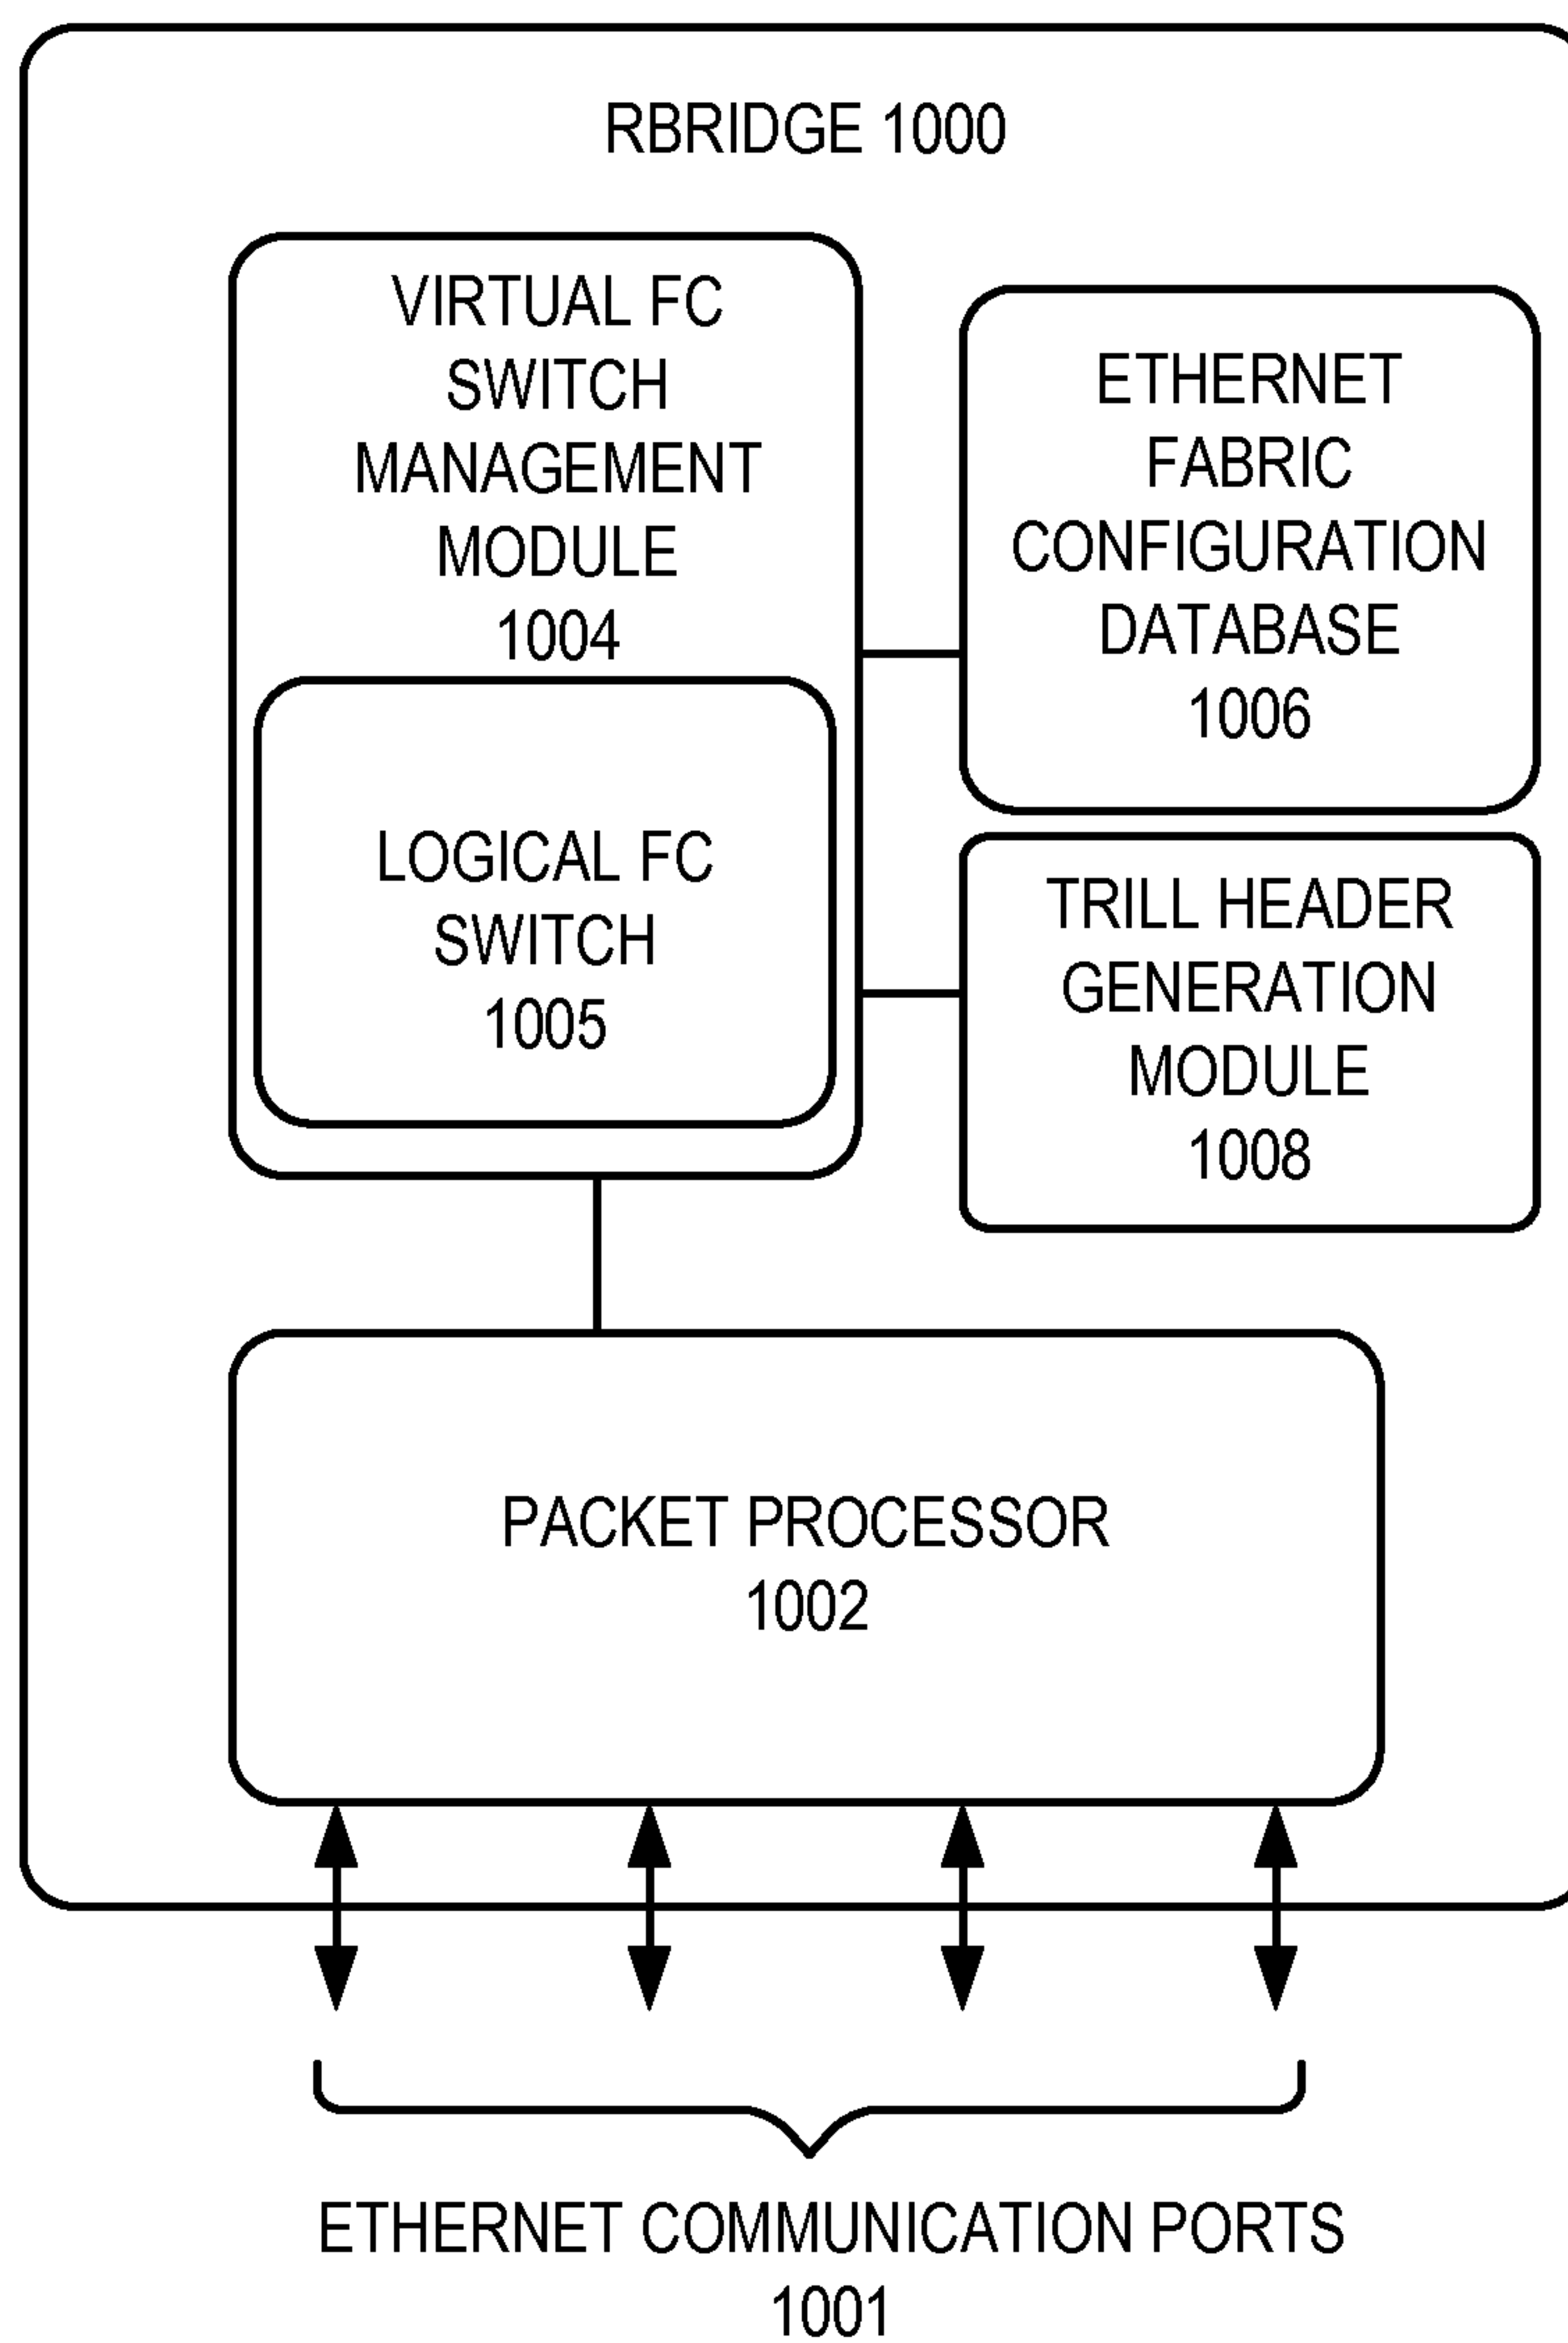 RBRIDGE 1000
VIRTUAL FC
SWITCH
MANAGEMENT
MODULE
1004
LOGICAL FC
SWITCH
1005
ETHERNET
FABRIC
CONFIGURATION
DATABASE
1006
TRILL HEADER
GENERATION
MODULE
1008
PACKET PROCESSOR
1002
ETHERNET COMMUNICATION PORTS
1001